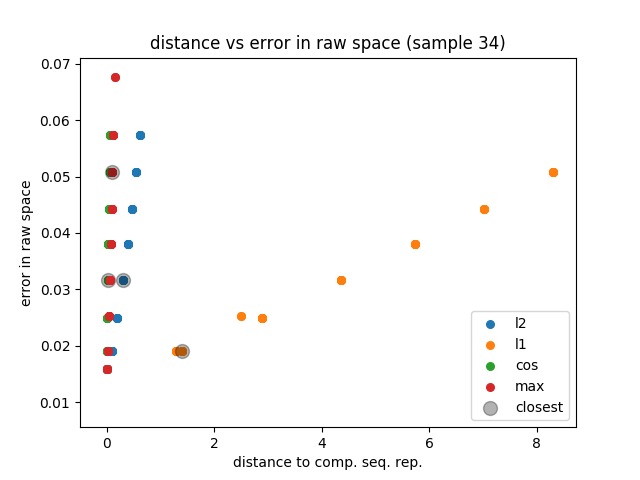 distance vs error in raw space (sample 34)
error in raw space
0.07
0.06
0.05
0.04
0.03
0.02
0.01
0
2
4
6
8
distance to comp. seq. rep.
l2
l1
cos
max
closest